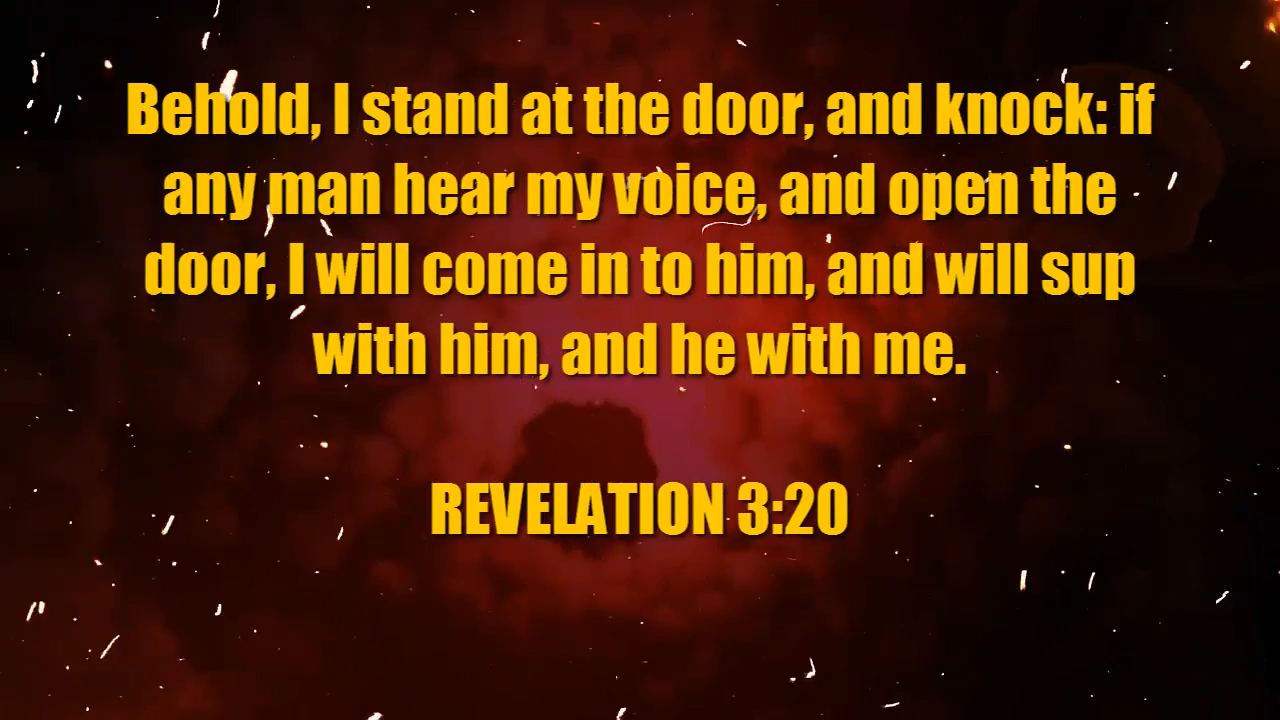 Behold, I stand at the door, and knock: if
any man hear my voice, and open the
door, I will come in to him, and will sup
with him, and he with me.
REVELATION 3:20